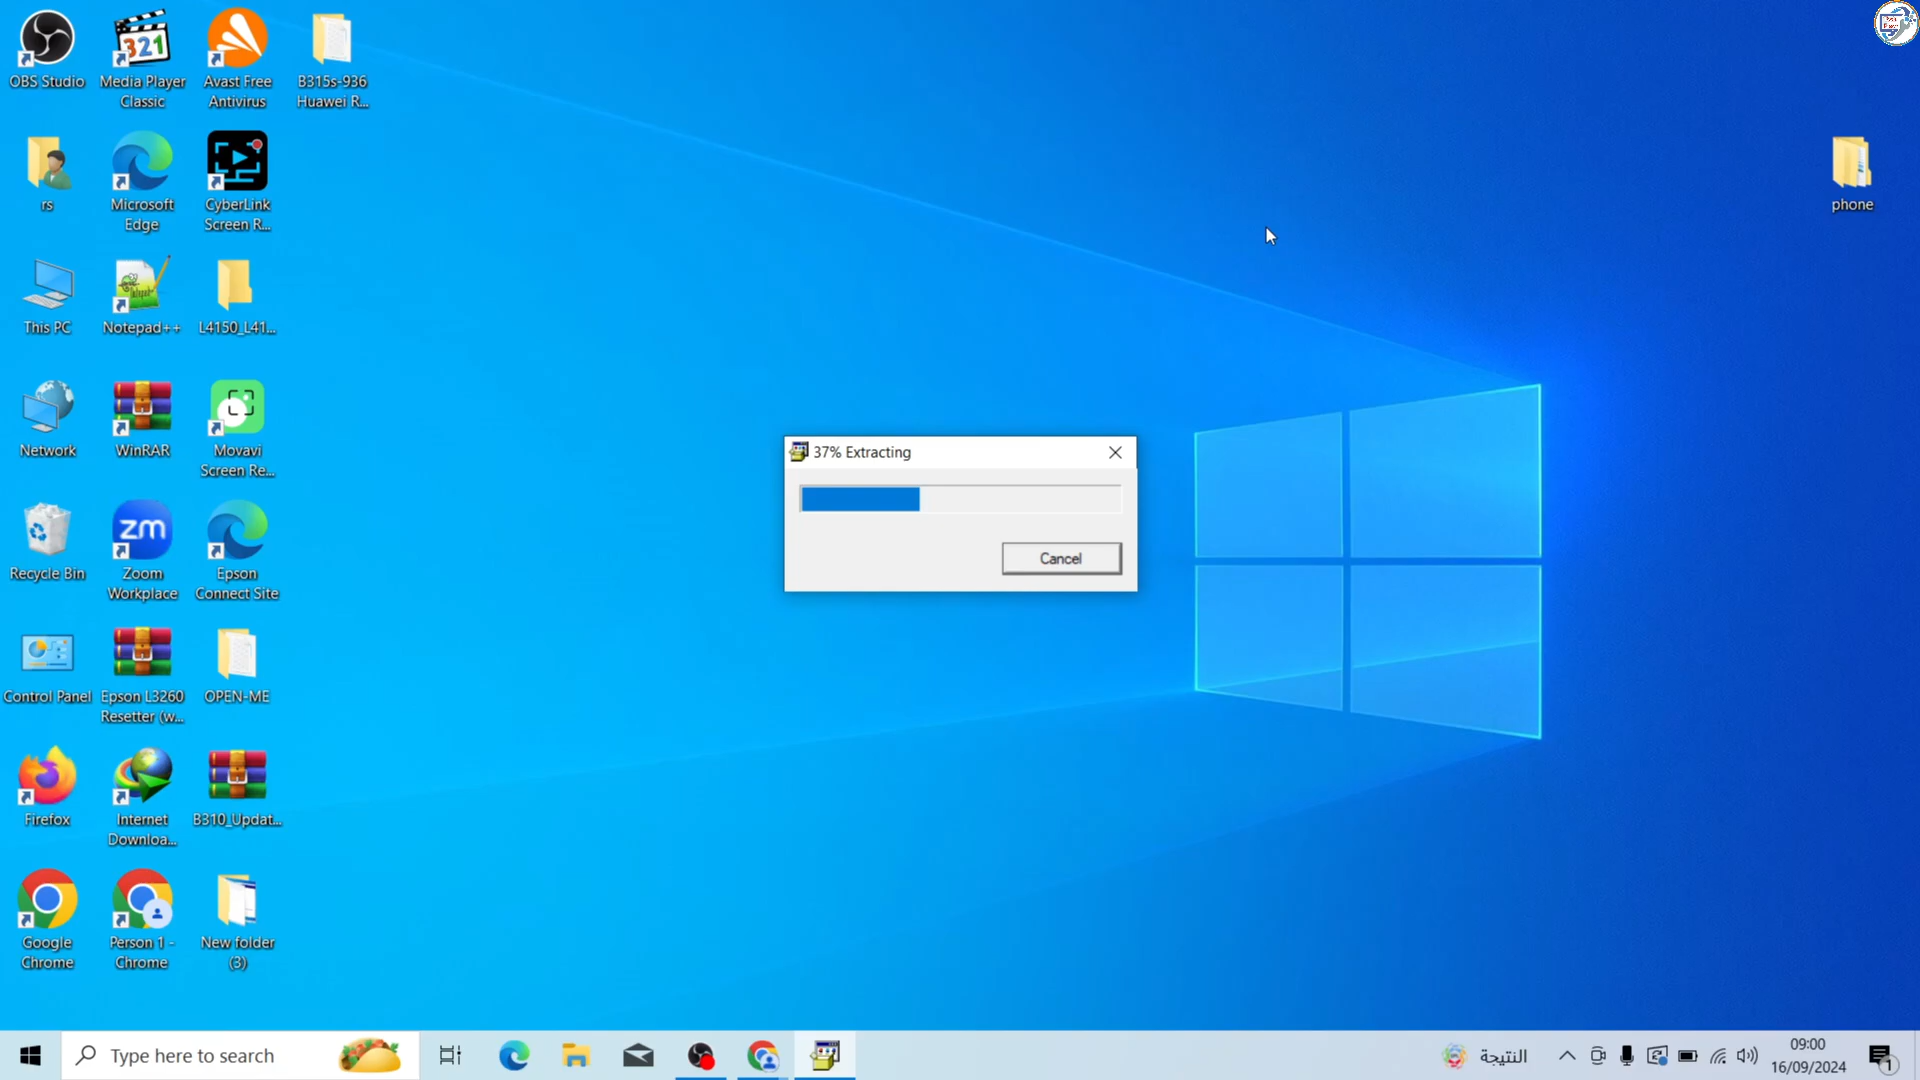 OBS Studio
Media Player
Classic
321
Avast Free
Antivirus
B315s-936
Huawei R...
rs
Microsoft
Edge
CyberLink
Screen R...
phone
This PC
Notepad++
L4150_L41...
Network
WinRAR
Movavi
Screen Re...
37% Extracting
Cancel
Recycle Bin
zm
Zoom
Workplace
Epson
Connect Site
Control Panel
Epson L3260
Resetter (w...
OPEN-ME
Firefox
Internet
Downloa...
B310_Updat...
Google
Chrome
Person 1 -
Chrome
New folder
(3)
Type here to search
النتيجة
09:00
16/09/2024
1